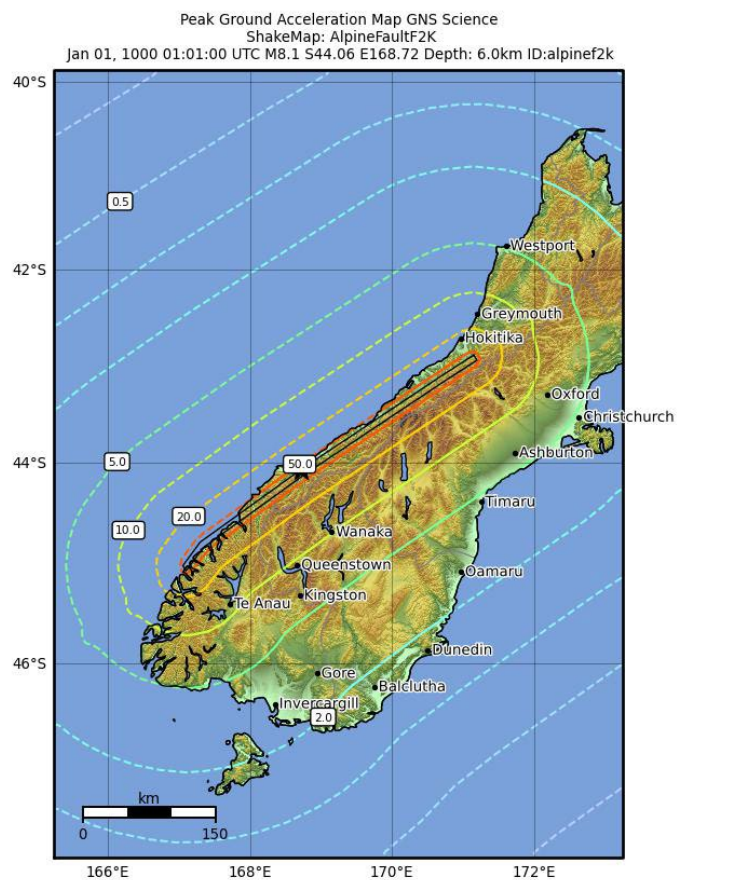 Peak Ground Acceleration Map GNS Science
ShakeMap: AlpineFaultF2K
Jan 01, 1000 01:01:00 UTC M8.1 S44.06 E168.72 Depth: 6.0km ID:alpinef2k
40°S
0.5
Westport
42°S
Greymouth
Hokitika
Oxford
Christchurch
Ashburton
5.0
50.0
44°S
Timaru
20.0
10.0
Wanaka
Queenstown
Oamaru
Kingston
Te Anau
Dunedin
46°S
Gore
Balclutha
Invercargill
2.0
km
0 150
166°E 168°E 170°E 172°E